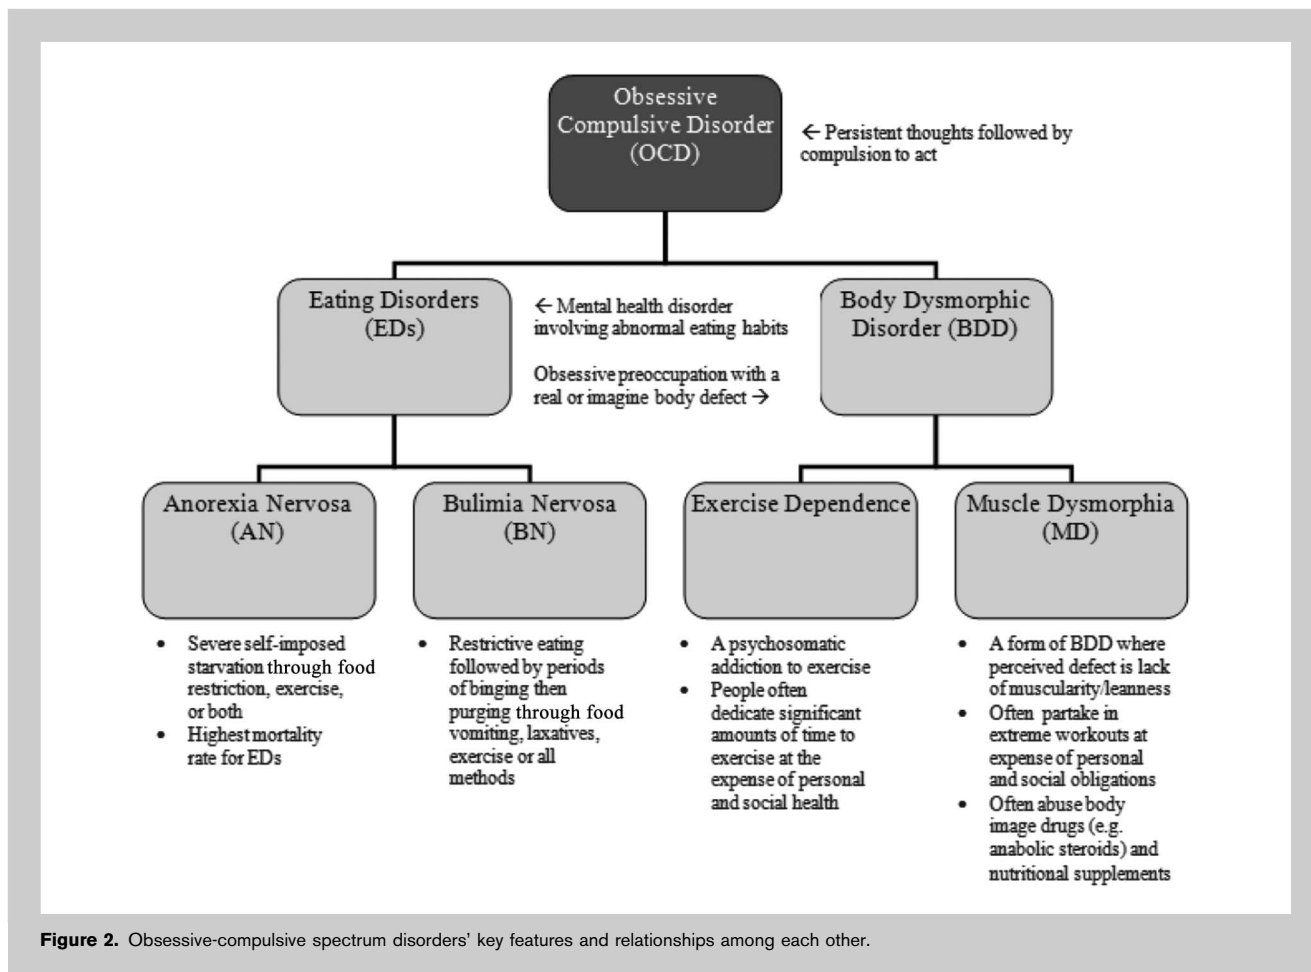 Obsessive
Compulsive Disorder
(OCD)
← Persistent thoughts followed by
compulsion to act
Eating Disorders
(EDs)
← Mental health disorder
involving abnormal eating habits
Obsessive preoccupation with a
real or imagine body defect →
Body Dysmorphic
Disorder (BDD)
Anorexia Nervosa
(AN)
Bulimia Nervosa
(BN)
Exercise Dependence
Muscle Dysmorphia
(MD)
• Severe self-imposed
starvation through food
restriction, exercise,
or both
• Highest mortality
rate for EDs
• Restrictive eating
followed by periods
of binging then
purging through food
vomiting, laxatives,
exercise or all
methods
• A psychosomatic
addiction to exercise
• People often
dedicate significant
amounts of time to
exercise at the
expense of personal
and social health
• A form of BDD where
perceived defect is lack
of muscularity/leanness
• Often partake in
extreme workouts at
expense of personal
and social obligations
• Often abuse body
image drugs (e.g.
anabolic steroids) and
nutritional supplements
Figure 2. Obsessive-compulsive spectrum disorders' key features and relationships among each other.